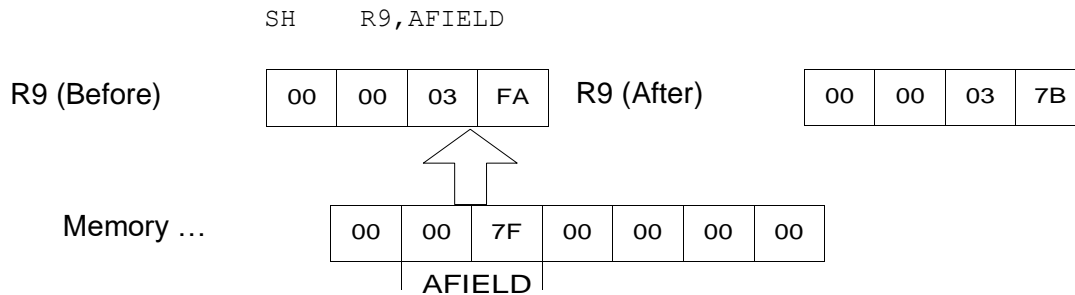 SH R9,AFIELD
R9 (Before) 00 00 03 FA R9 (After) 00 00 03 7B
Memory … 00 00 7F 00 00 00 00
AFIELD